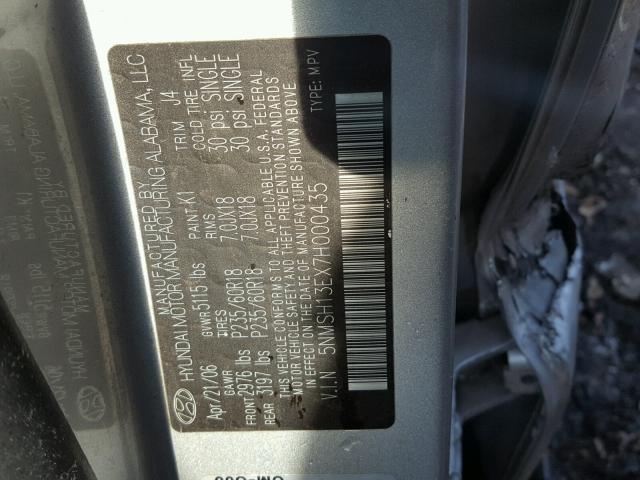 MANUFACTURED BY
HYUNDAI MOTOR MANUFACTURING ALABAMA, LLC
Apr/21/06 GVWR 5115 lbs PAINT-K1 TRIM J4
GAWR TIRES RIMS COLD TIRE INFL
FRONT 2976 lbs P235/60R18 7.0JX18 30 psi SINGLE
REAR 3197 lbs P235/60R18 7.0JX18 30 psi SINGLE
THIS VEHICLE CONFORMS TO ALL APPLICABLE U.S.A. FEDERAL
MOTOR VEHICLE SAFETY, BUMPER, AND THEFT PREVENTION STANDARDS
IN EFFECT ON THE DATE OF MANUFACTURE SHOWN ABOVE
V.I.N 5NMSH13EX7H000435 TYPE: MPV